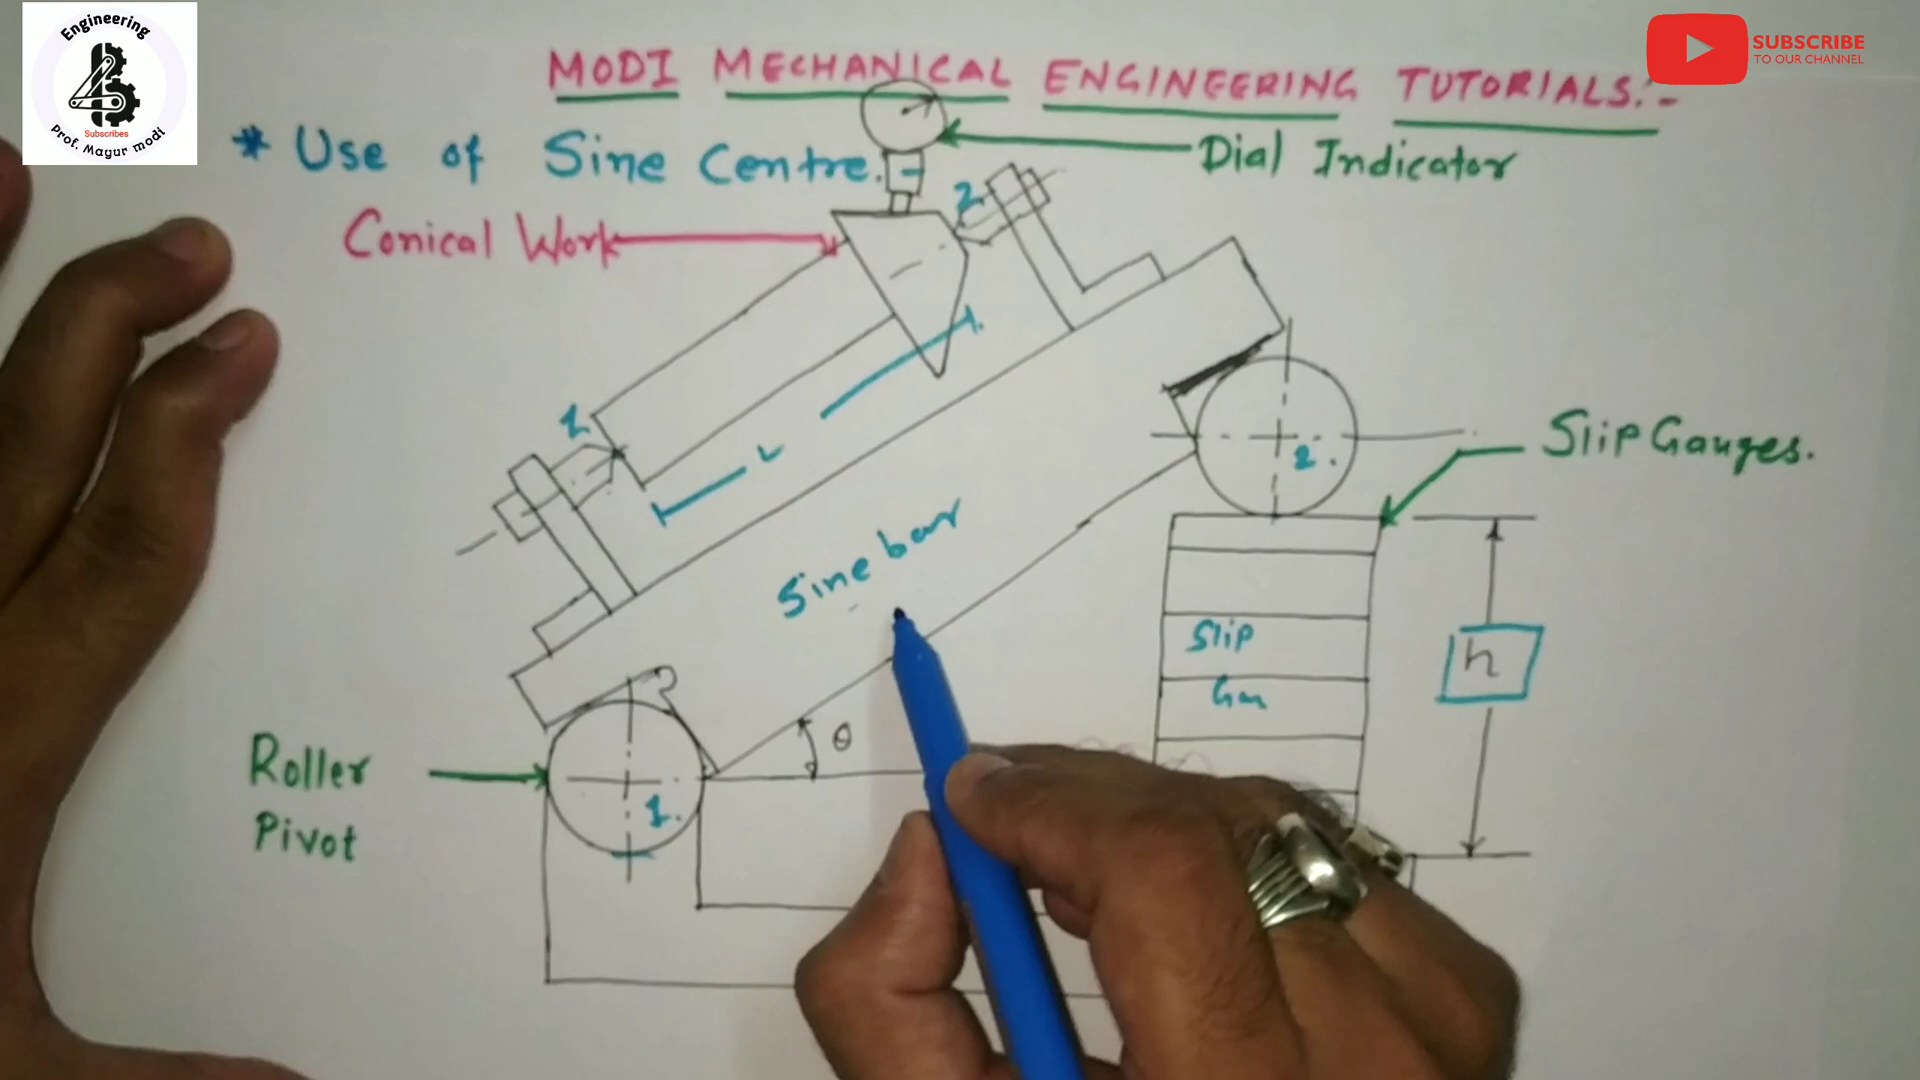 Engineering
Subscribes
Prof. Mayur modi
SUBSCRIBE
TO OUR CHANNEL
MODI MECHANICAL ENGINEERING TUTORIALS:-
* Use of Sine Centre.-
Dial Indicator
Conical Work
2
1
L
Slip Gauges.
2.
Sine bar
Slip
Gau
h
θ
Roller
Pivot
1.